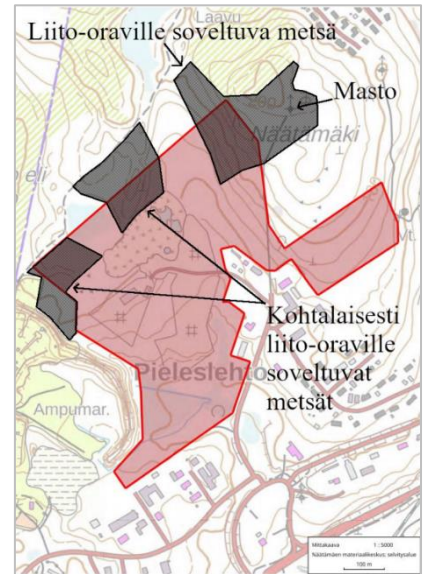 Laavu
Liito-oraville soveltuva metsä
Masto
Näätämäki
Kohtalaisesti
liito-oraville
soveltuvat
metsät
Pieleslehto
Ampumar.
Mittakaava 1 : 5000
Näätämäen materiaalikeskus; selvitysalue
100 m